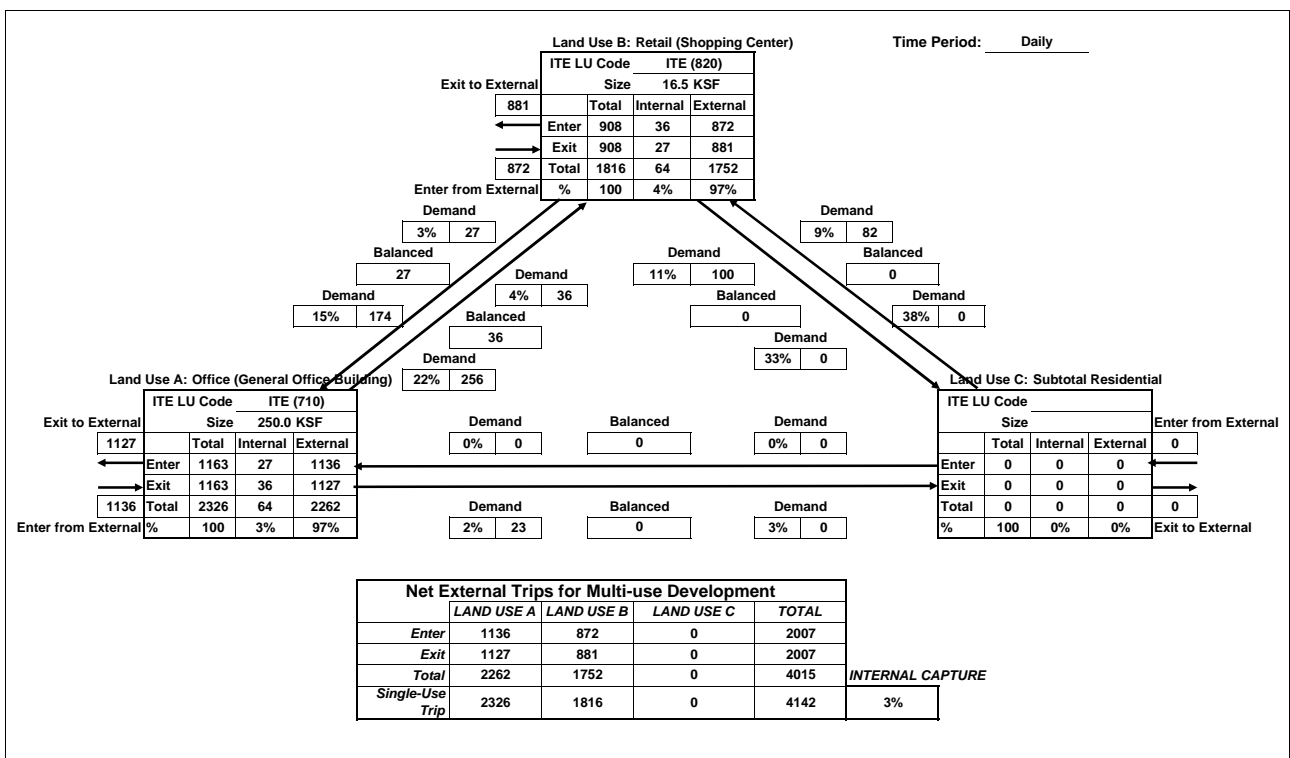 Land Use B: Retail (Shopping Center)
Time Period: Daily
ITE LU Code ITE (820)
Exit to External Size 16.5 KSF
881 Total Internal External
Enter 908 36 872
Exit 908 27 881
872 Total 1816 64 1752
Enter from External % 100 4% 97%
Demand Demand
3% 27 9% 82
Balanced Demand Balanced
27 11% 100 0
Demand
4% 36
Demand Balanced Demand
15% 174 0 38% 0
Balanced
36
Demand
33% 0
Demand
22% 256
Land Use A: Office (General Office Building)
Land Use C: Subtotal Residential
ITE LU Code ITE (710)
Exit to External Size 250.0 KSF
1127 Total Internal External
Enter 1163 27 1136
Exit 1163 36 1127
1136 Total 2326 64 2262
Enter from External % 100 3% 97%
Demand Balanced Demand
0% 0 0 0% 0
Demand Balanced Demand
2% 23 0 3% 0
ITE LU Code
Size Enter from External
Total Internal External 0
Enter 0 0 0
Exit 0 0 0
Total 0 0 0 0
% 100 0% 0% Exit to External
Net External Trips for Multi-use Development
LAND USE A LAND USE B LAND USE C TOTAL
Enter 1136 872 0 2007
Exit 1127 881 0 2007
Total 2262 1752 0 4015 INTERNAL CAPTURE
Single-Use Trip 2326 1816 0 4142 3%